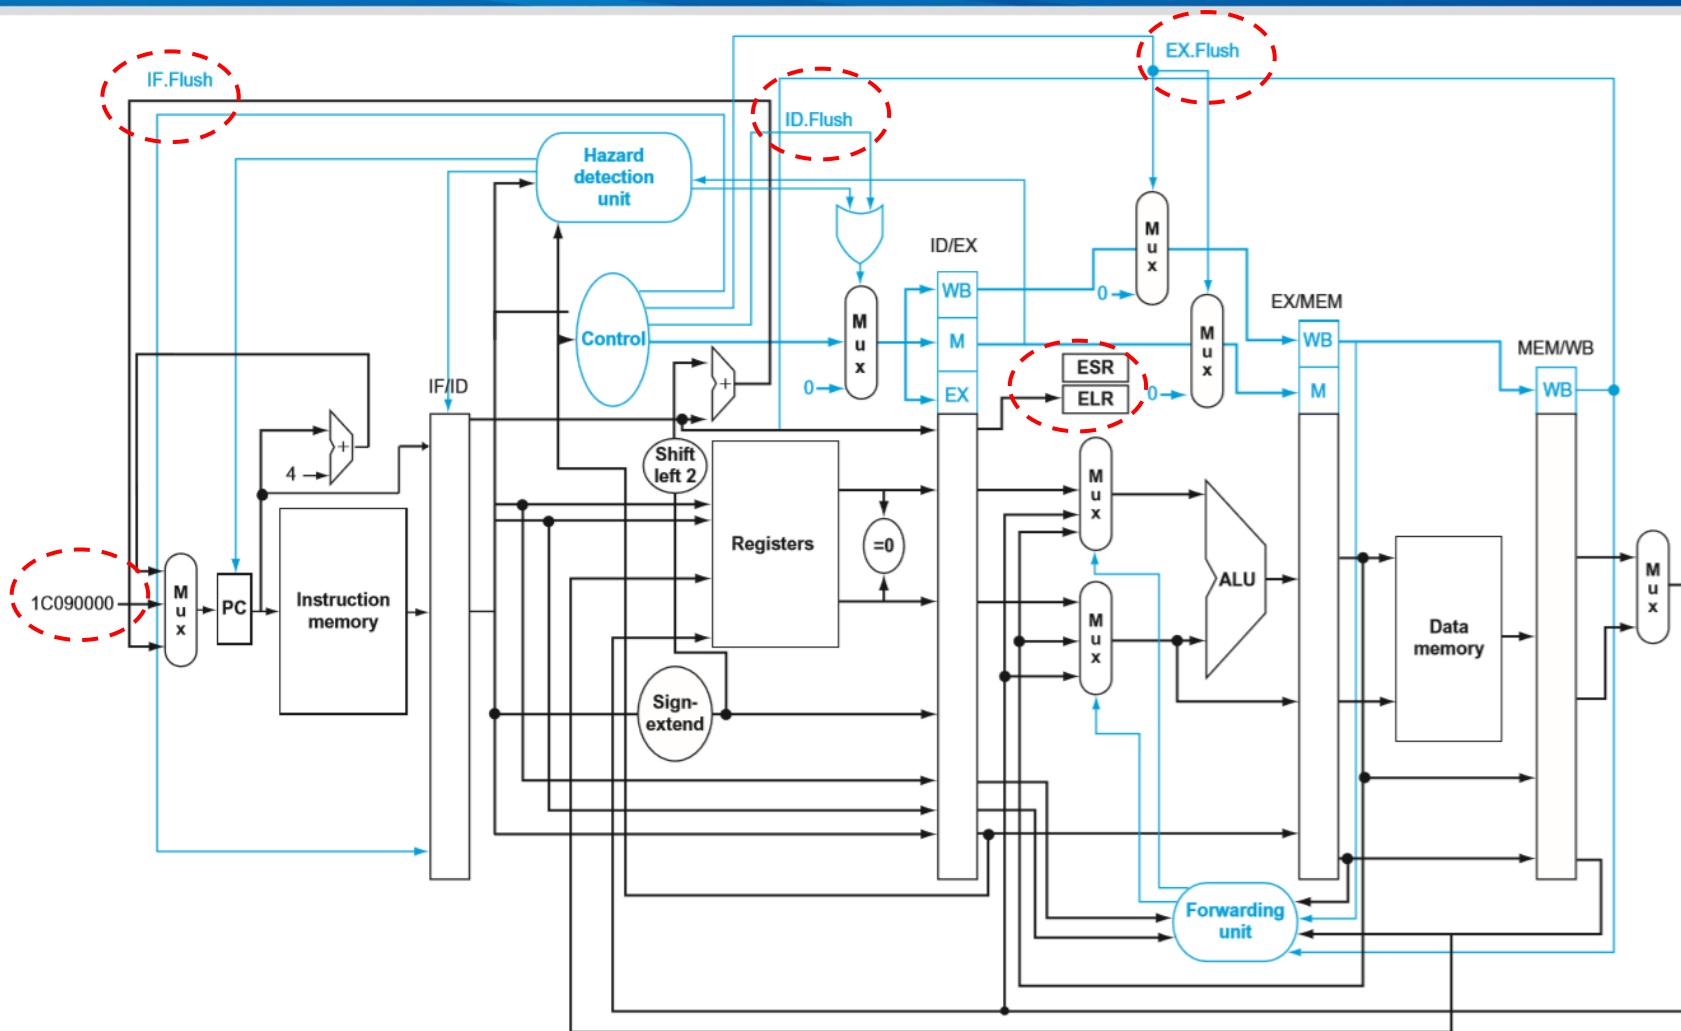 EX.Flush
IF.Flush
ID.Flush
Hazard
detection
unit
M
u
x
ID/EX
0
WB
EX/MEM
M
u
x
Control
M
u
x
M
WB
MEM/WB
ESR
IF/ID
+
0
EX
ELR
0
M
WB
+
4
Shift
left 2
M
u
x
Registers
=0
ALU
M
u
x
1C090000
M
u
x
PC
Instruction
memory
M
u
x
Data
memory
Sign-
extend
Forwarding
unit